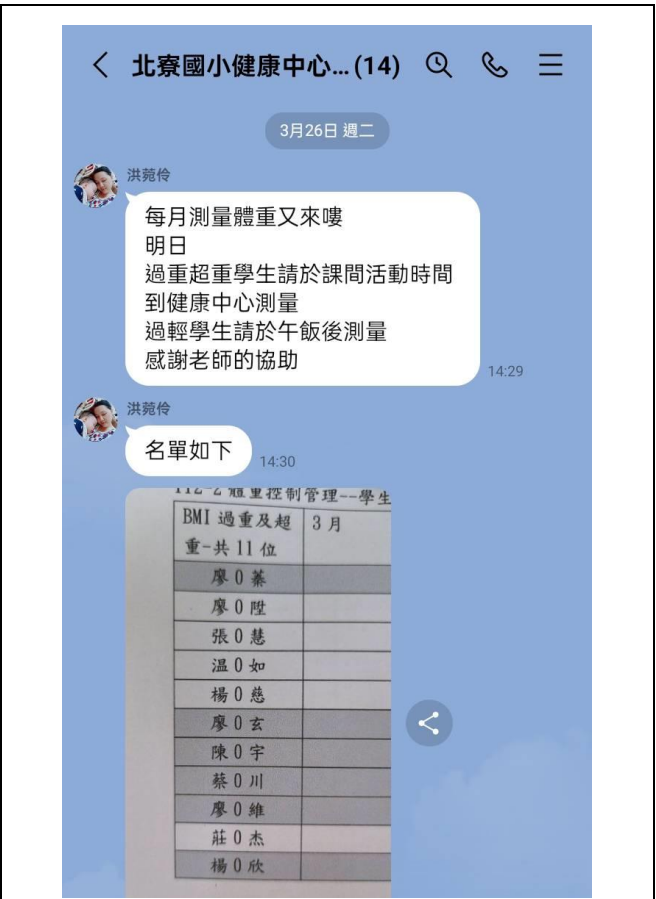 北寮國小健康中心...(14)
3月26日 週二
洪菀伶
每月測量體重又來嘍
明日
過重超重學生請於課間活動時間
到健康中心測量
過輕學生請於午飯後測量
感謝老師的協助
14:29
洪菀伶
名單如下
14:30
112-2 體重控制管理--學生
BMI 過重及超
重-共 11 位
3 月
廖 0 蓁
廖 0 陞
張 0 慧
温 0 如
楊 0 慈
廖 0 玄
陳 0 宇
蔡 0 川
廖 0 維
莊 0 杰
楊 0 欣